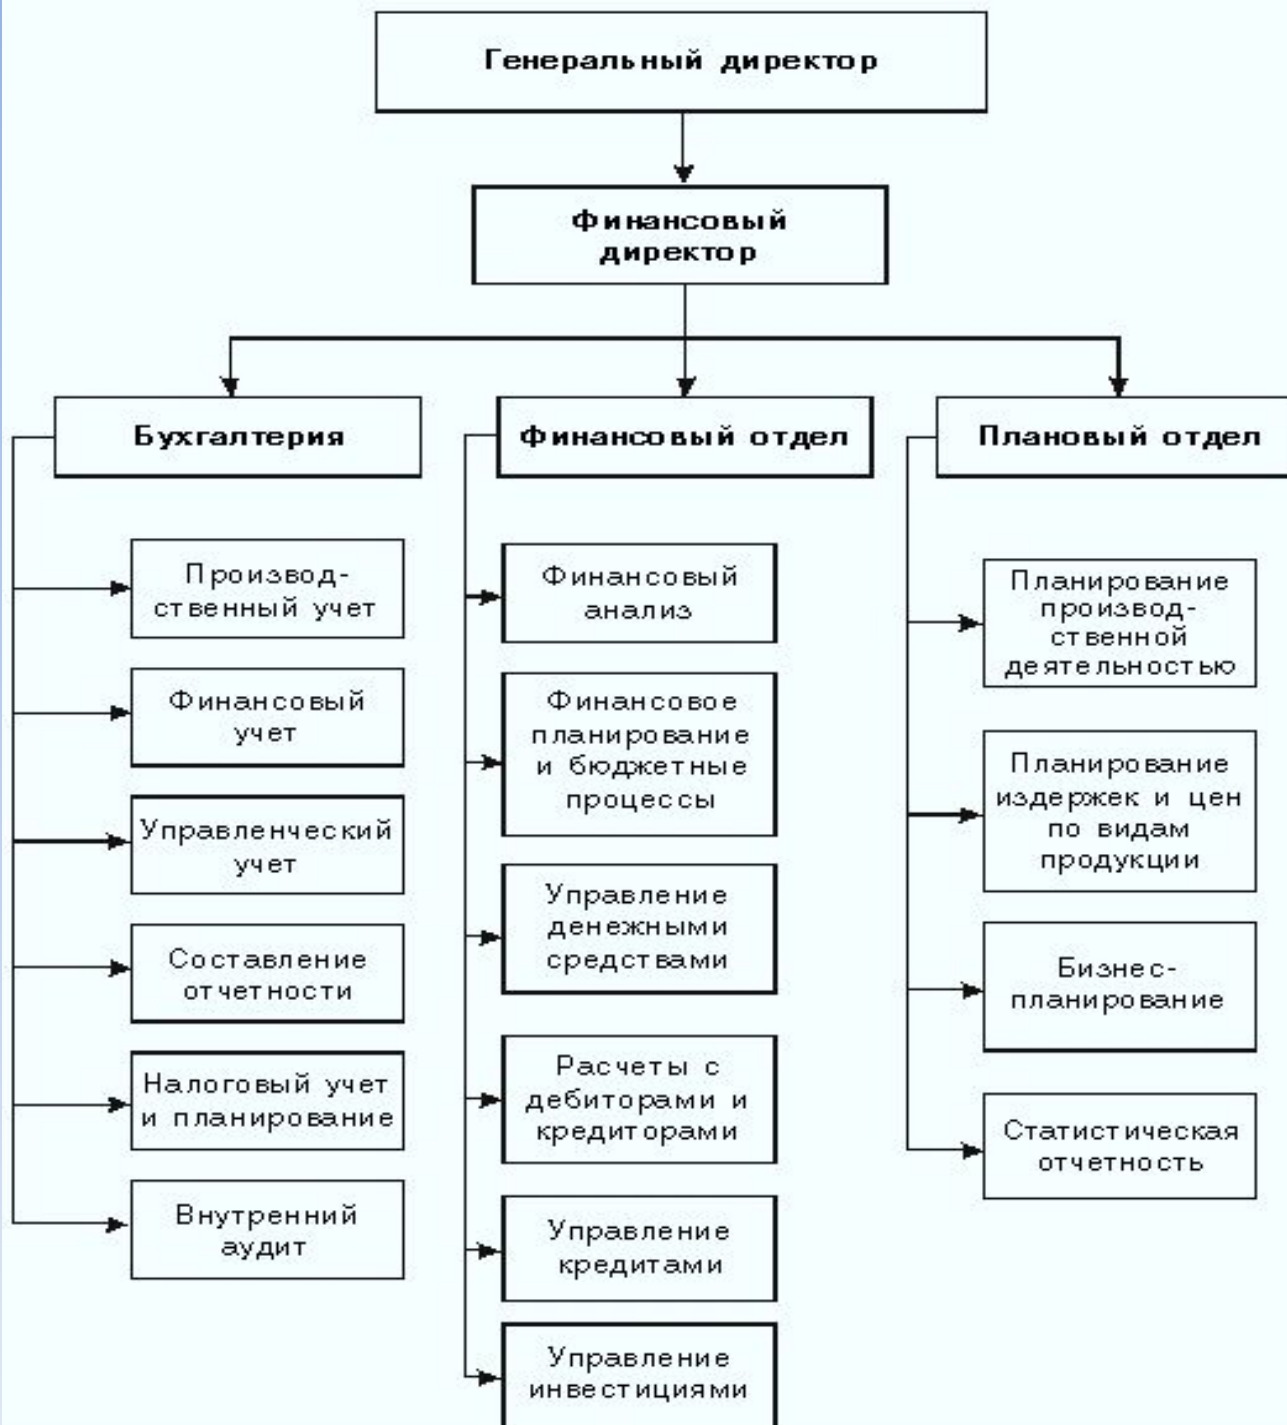 Генеральный директор
Финансовый
директор
Бухгалтерия
Финансовый отдел
Плановый отдел
Производ-
ственный учет
Финансовый
учет
Управленческий
учет
Составление
отчетности
Налоговый учет
и планирование
Внутренний
аудит
Финансовый
анализ
Финансовое
планирование
и бюджетные
процессы
Управление
денежными
средствами
Расчеты с
дебиторами и
кредиторами
Управление
кредитами
Управление
инвестициями
Планирование
производ-
ственной
деятельностью
Планирование
издержек и цен
по видам
продукции
Бизнес-
планирование
Статистическая
отчетность